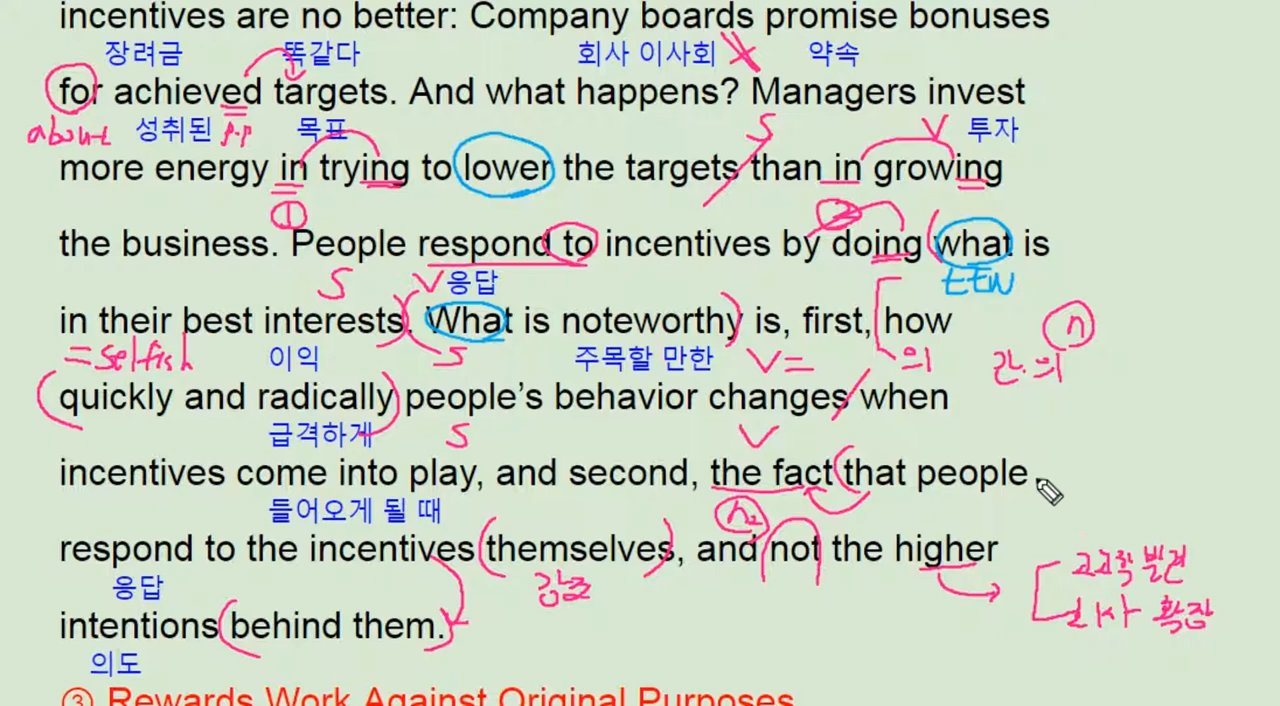 incentives are no better: Company boards promise bonuses
장려금 똑같다 회사 이사회 약속
for achieved targets. And what happens? Managers invest
about 성취된 p.p 목표 S V 투자
more energy in trying to lower the targets than in growing
① ②
the business. People respond to incentives by doing what is
S V 응답
in their best interests. What is noteworthy is, first, how
= selfish 이익 S 주목할 만한 V= 의 간.의 n
quickly and radically people's behavior changes when
급격하게 S V
incentives come into play, and second, the fact that people
들어오게 될 때 n2
respond to the incentives themselves, and not the higher
응답 강조 고고학 발견
intentions behind them. 회사 확장
의도
③ Rewards Work Against Original Purposes